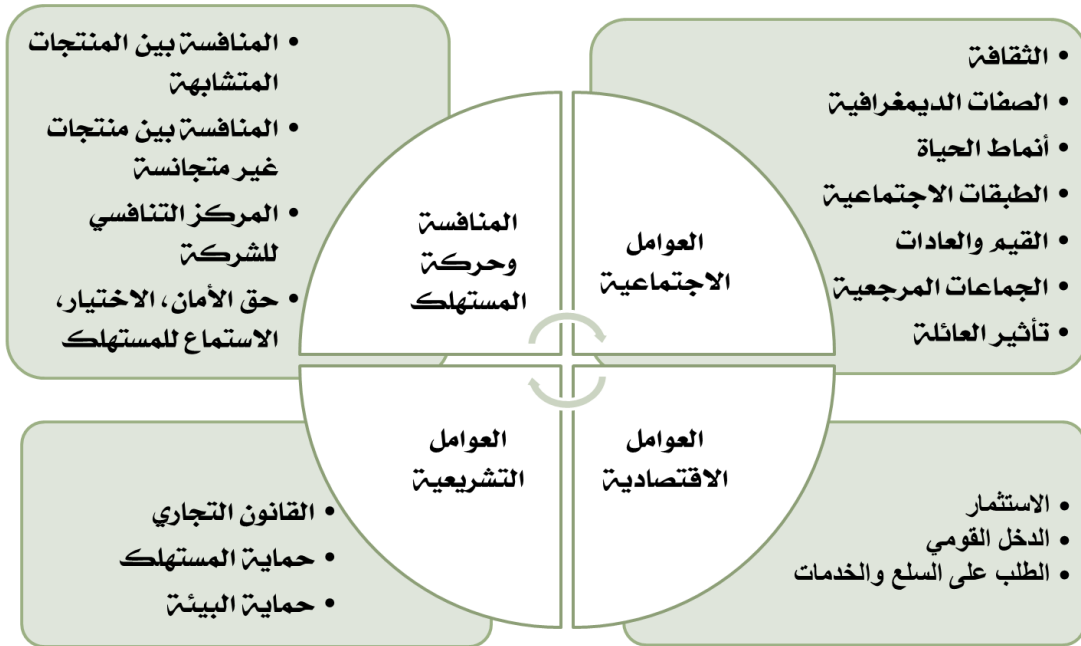 • الثقافة
• الصفات الديمغرافية
• أنماط الحياة
• الطبقات الاجتماعية
• القيم والعادات
• الجماعات المرجعية
• تأثير العائلة
العوامل
الاجتماعية
• المنافسة بين المنتجات
المتشابهة
• المنافسة بين منتجات
غير متجانسة
• المركز التنافسي
للشركة
• حق الأمان، الاختيار،
الاستماع للمستهلك
المنافسة
وحركة
المستهلك
العوامل
الاقتصادية
• الاستثمار
• الدخل القومي
• الطلب على السلع والخدمات
العوامل
التشريعية
• القانون التجاري
• حماية المستهلك
• حماية البيئة